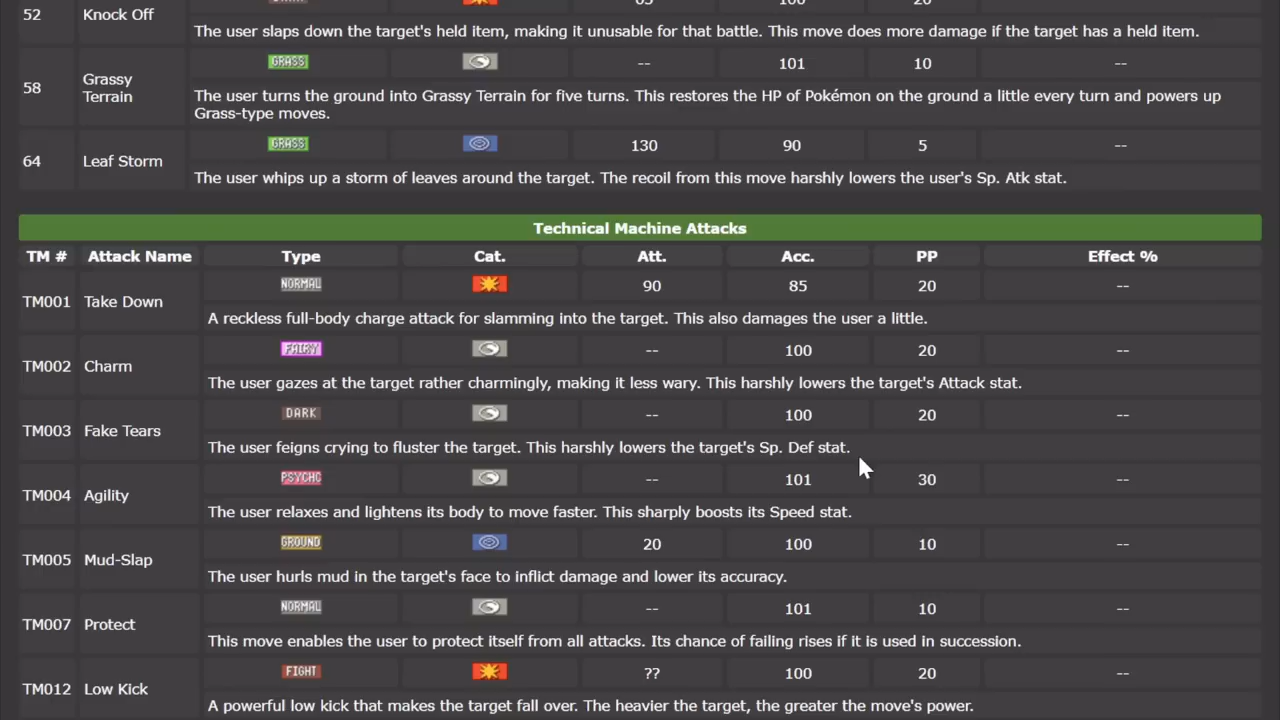 52 Knock Off
The user slaps down the target's held item, making it unusable for that battle. This move does more damage if the target has a held item.
58 Grassy Terrain GRASS -- 101 10 --
The user turns the ground into Grassy Terrain for five turns. This restores the HP of Pokémon on the ground a little every turn and powers up
Grass-type moves.
64 Leaf Storm GRASS 130 90 5 --
The user whips up a storm of leaves around the target. The recoil from this move harshly lowers the user's Sp. Atk stat.
Technical Machine Attacks
TM # Attack Name Type Cat. Att. Acc. PP Effect %
TM001 Take Down NORMAL 90 85 20 --
A reckless full-body charge attack for slamming into the target. This also damages the user a little.
TM002 Charm FAIRY -- 100 20 --
The user gazes at the target rather charmingly, making it less wary. This harshly lowers the target's Attack stat.
TM003 Fake Tears DARK -- 100 20 --
The user feigns crying to fluster the target. This harshly lowers the target's Sp. Def stat.
TM004 Agility PSYCHC -- 101 30 --
The user relaxes and lightens its body to move faster. This sharply boosts its Speed stat.
TM005 Mud-Slap GROUND 20 100 10 --
The user hurls mud in the target's face to inflict damage and lower its accuracy.
TM007 Protect NORMAL -- 101 10 --
This move enables the user to protect itself from all attacks. Its chance of failing rises if it is used in succession.
TM012 Low Kick FIGHT ?? 100 20 --
A powerful low kick that makes the target fall over. The heavier the target, the greater the move's power.